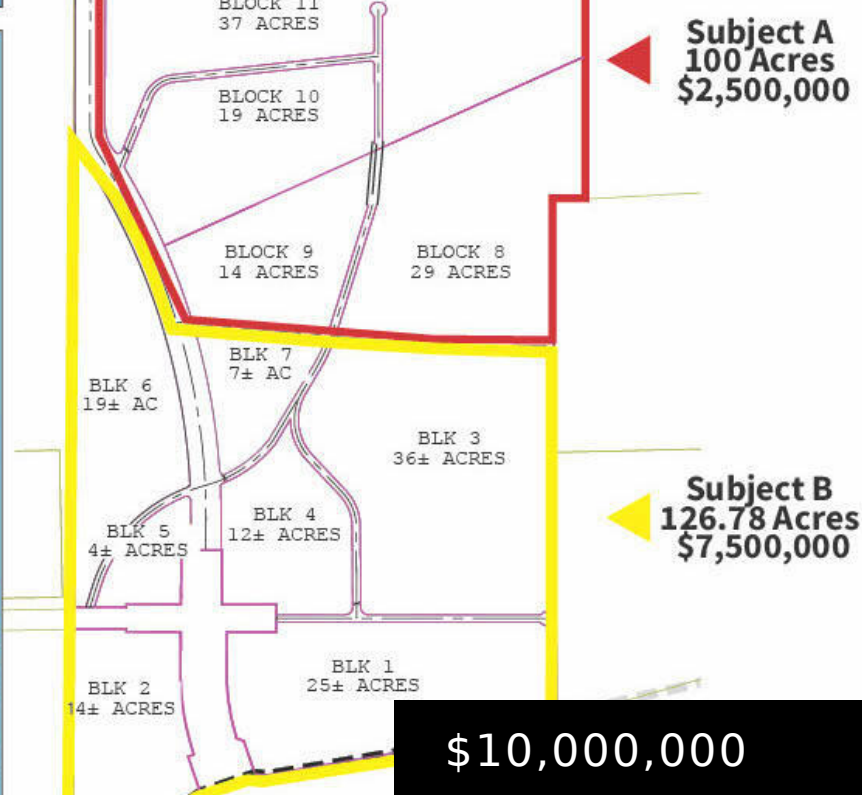 BLOCK 11
37 ACRES
Subject A
100 Acres
$2,500,000
BLOCK 10
19 ACRES
BLOCK 9
14 ACRES
BLOCK 8
29 ACRES
BLK 7
7± AC
BLK 6
19± AC
BLK 3
36± ACRES
Subject B
126.78 Acres
$7,500,000
BLK 4
12± ACRES
BLK 5
4± ACRES
BLK 1
25± ACRES
BLK 2
14± ACRES
$10,000,000